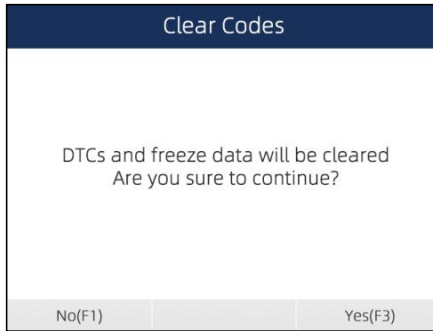 Clear Codes
DTCs and freeze data will be cleared
Are you sure to continue?
No(F1) Yes(F3)